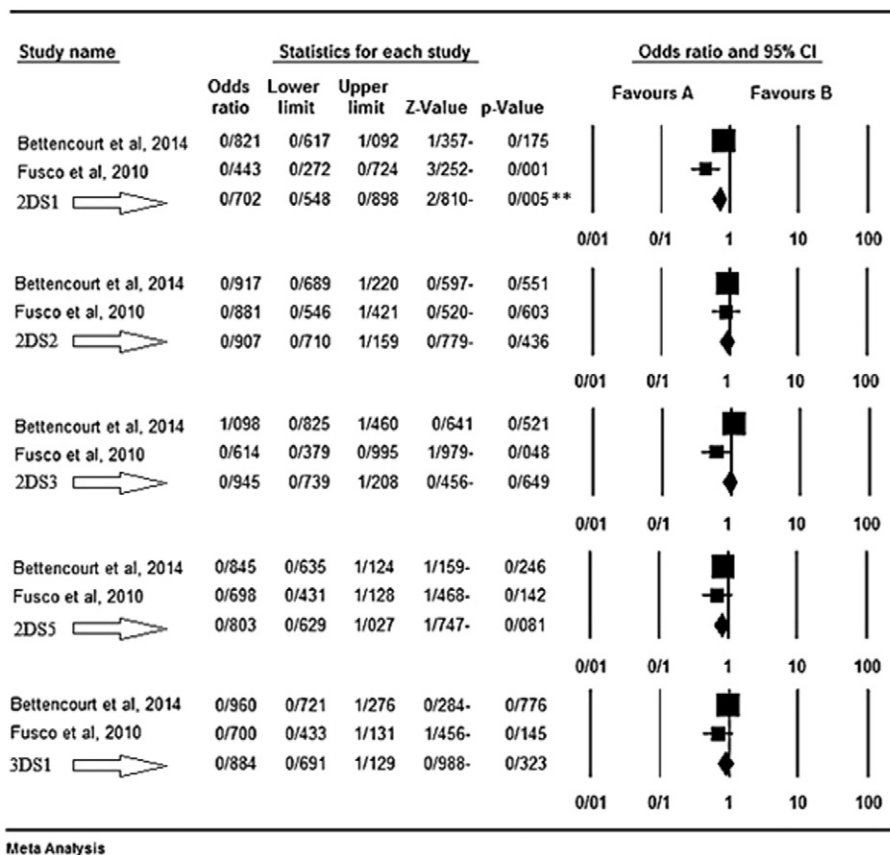 Study name Statistics for each study Odds ratio and 95% CI
Odds ratio Lower limit Upper limit Z-Value p-Value Favours A Favours B
Bettencourt et al, 2014 0/821 0/617 1/092 1/357- 0/175
Fusco et al, 2010 0/443 0/272 0/724 3/252- 0/001
2DS1 0/702 0/548 0/898 2/810- 0/005 **
0/01 0/1 1 10 100
Bettencourt et al, 2014 0/917 0/689 1/220 0/597- 0/551
Fusco et al, 2010 0/881 0/546 1/421 0/520- 0/603
2DS2 0/907 0/710 1/159 0/779- 0/436
0/01 0/1 1 10 100
Bettencourt et al, 2014 1/098 0/825 1/460 0/641 0/521
Fusco et al, 2010 0/614 0/379 0/995 1/979- 0/048
2DS3 0/945 0/739 1/208 0/456- 0/649
0/01 0/1 1 10 100
Bettencourt et al, 2014 0/845 0/635 1/124 1/159- 0/246
Fusco et al, 2010 0/698 0/431 1/128 1/468- 0/142
2DS5 0/803 0/629 1/027 1/747- 0/081
0/01 0/1 1 10 100
Bettencourt et al, 2014 0/960 0/721 1/276 0/284- 0/776
Fusco et al, 2010 0/700 0/433 1/131 1/456- 0/145
3DS1 0/884 0/691 1/129 0/988- 0/323
0/01 0/1 1 10 100
Meta Analysis